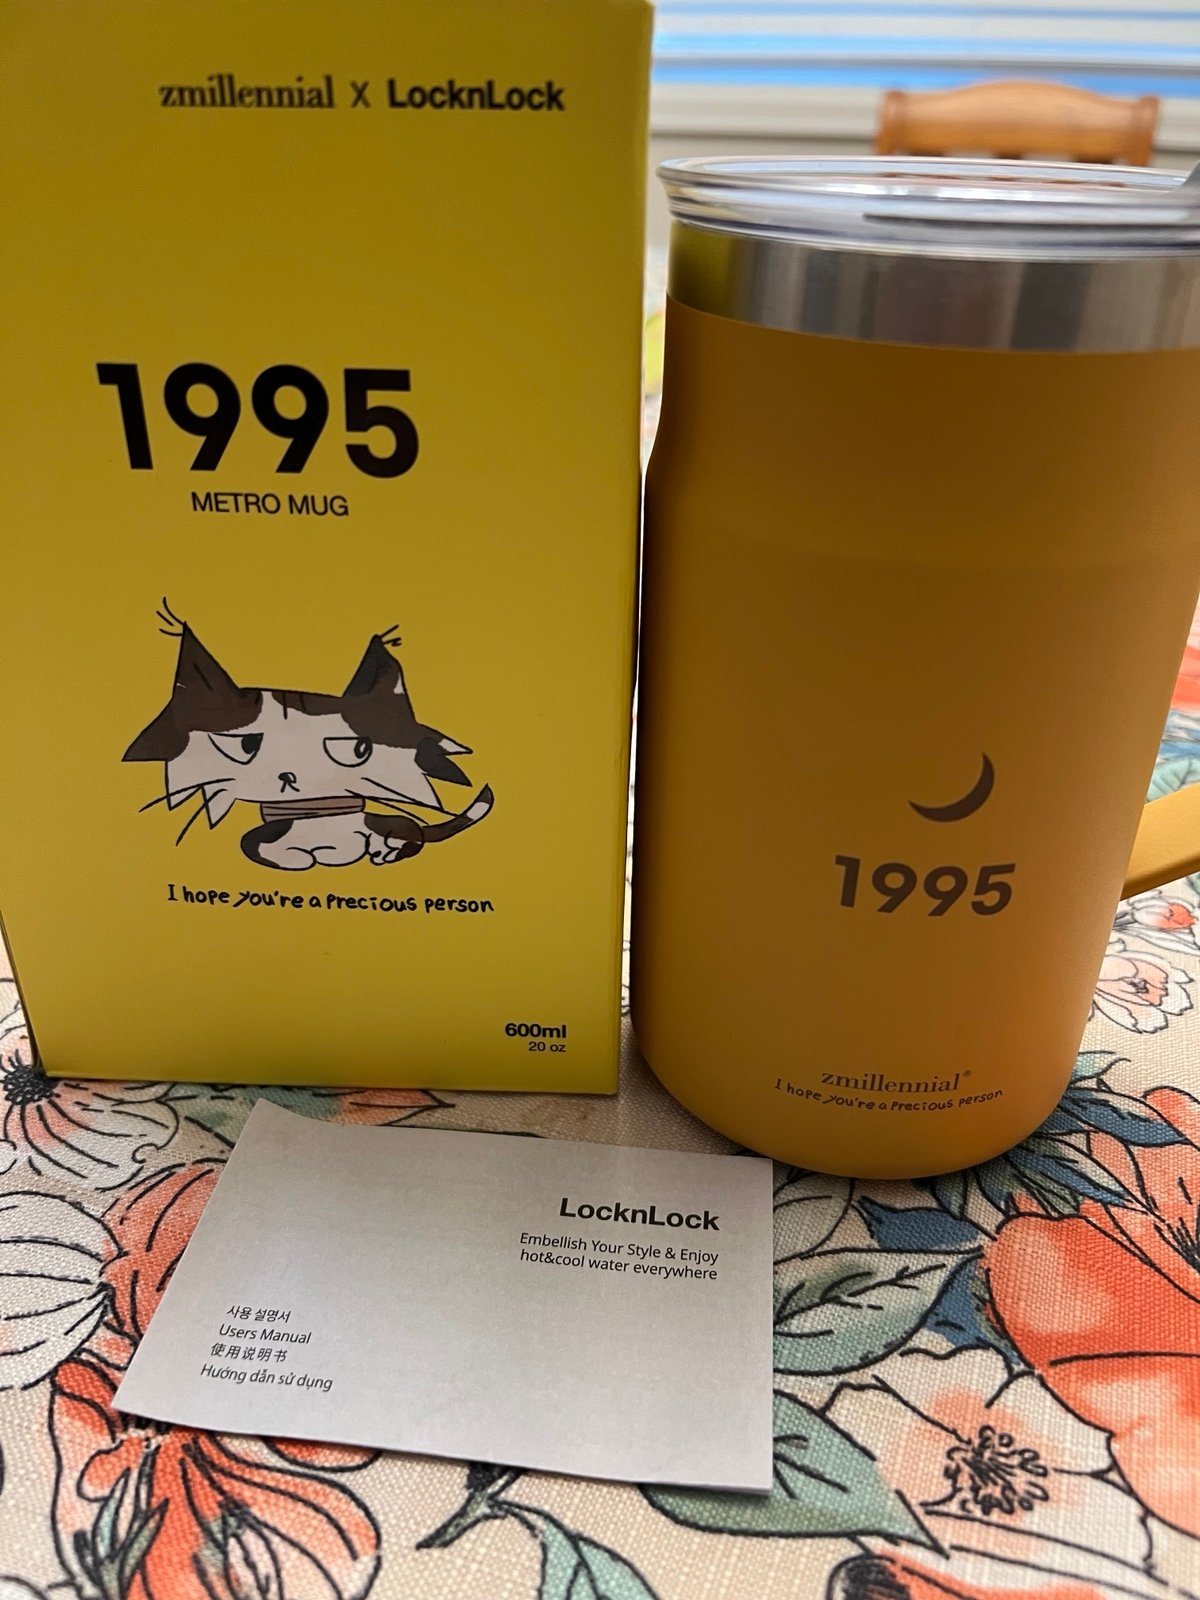 zmillennial X LocknLock
1995
METRO MUG
I hope you're a precious person
600ml
20 oz
1995
zmillennial®
I hope you're a precious person
LocknLock
Embellish Your Style & Enjoy
hot&cool water everywhere
사용 설명서
Users Manual
使用说明书
Hướng dẫn sử dụng